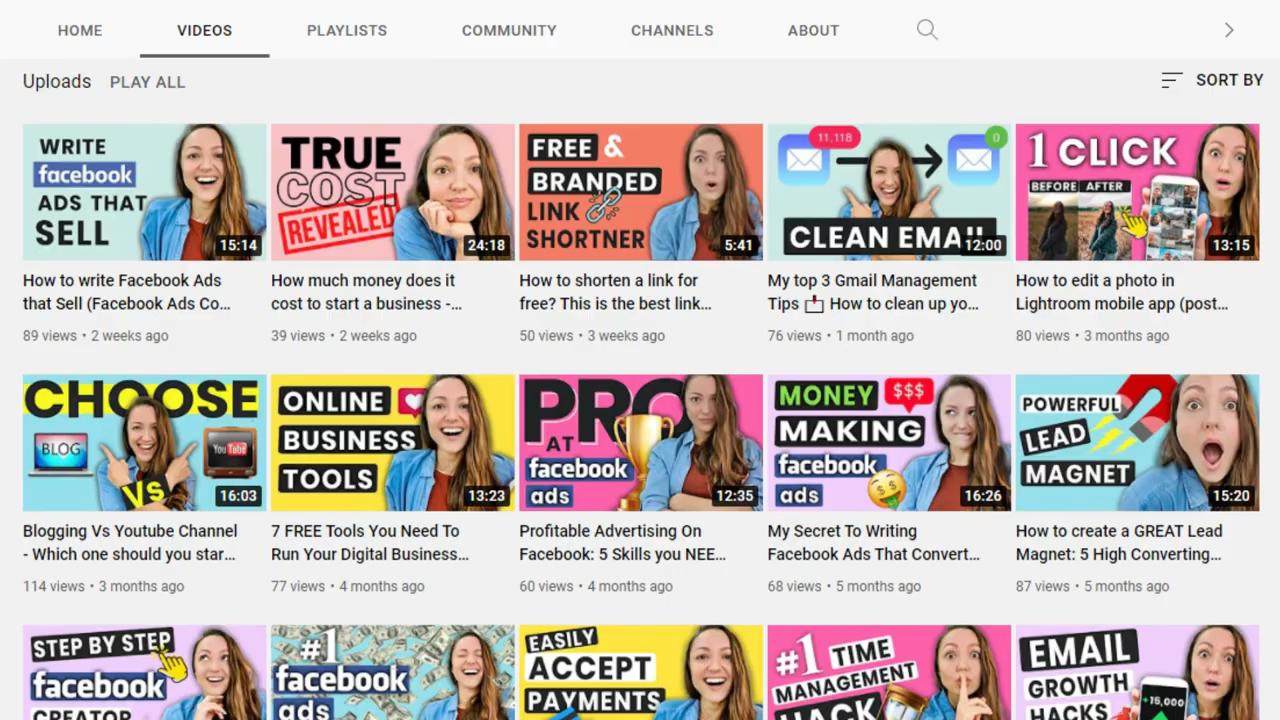 HOME VIDEOS PLAYLISTS COMMUNITY CHANNELS ABOUT
Uploads PLAY ALL SORT BY
WRITE
facebook
ADS THAT
SELL
15:14
How to write Facebook Ads
that Sell (Facebook Ads Co...
89 views • 2 weeks ago
TRUE
COST
REVEALED
24:18
How much money does it
cost to start a business -...
39 views • 2 weeks ago
FREE &
BRANDED
LINK
SHORTNER
5:41
How to shorten a link for
free? This is the best link...
50 views • 3 weeks ago
11,118
0
CLEAN EMAIL
12:00
My top 3 Gmail Management
Tips 📩 How to clean up yo...
76 views • 1 month ago
1 CLICK
BEFORE AFTER
13:15
How to edit a photo in
Lightroom mobile app (post...
80 views • 3 months ago
CHOOSE
BLOG
YouTube
Vs
16:03
Blogging Vs Youtube Channel
- Which one should you star...
114 views • 3 months ago
ONLINE
BUSINESS
TOOLS
13:23
7 FREE Tools You Need To
Run Your Digital Business...
77 views • 4 months ago
PRO
AT
facebook
ads
12:35
Profitable Advertising On
Facebook: 5 Skills you NEE...
60 views • 4 months ago
MONEY $$$
MAKING
facebook
ads
16:26
My Secret To Writing
Facebook Ads That Convert...
68 views • 5 months ago
POWERFUL
LEAD
MAGNET
15:20
How to create a GREAT Lead
Magnet: 5 High Converting...
87 views • 5 months ago
STEP BY STEP
facebook
CREATOR
#1
facebook
ads
EASILY
ACCEPT
PAYMENTS
#1 TIME
MANAGEMENT
HACK
EMAIL
GROWTH
HACKS
+15,000